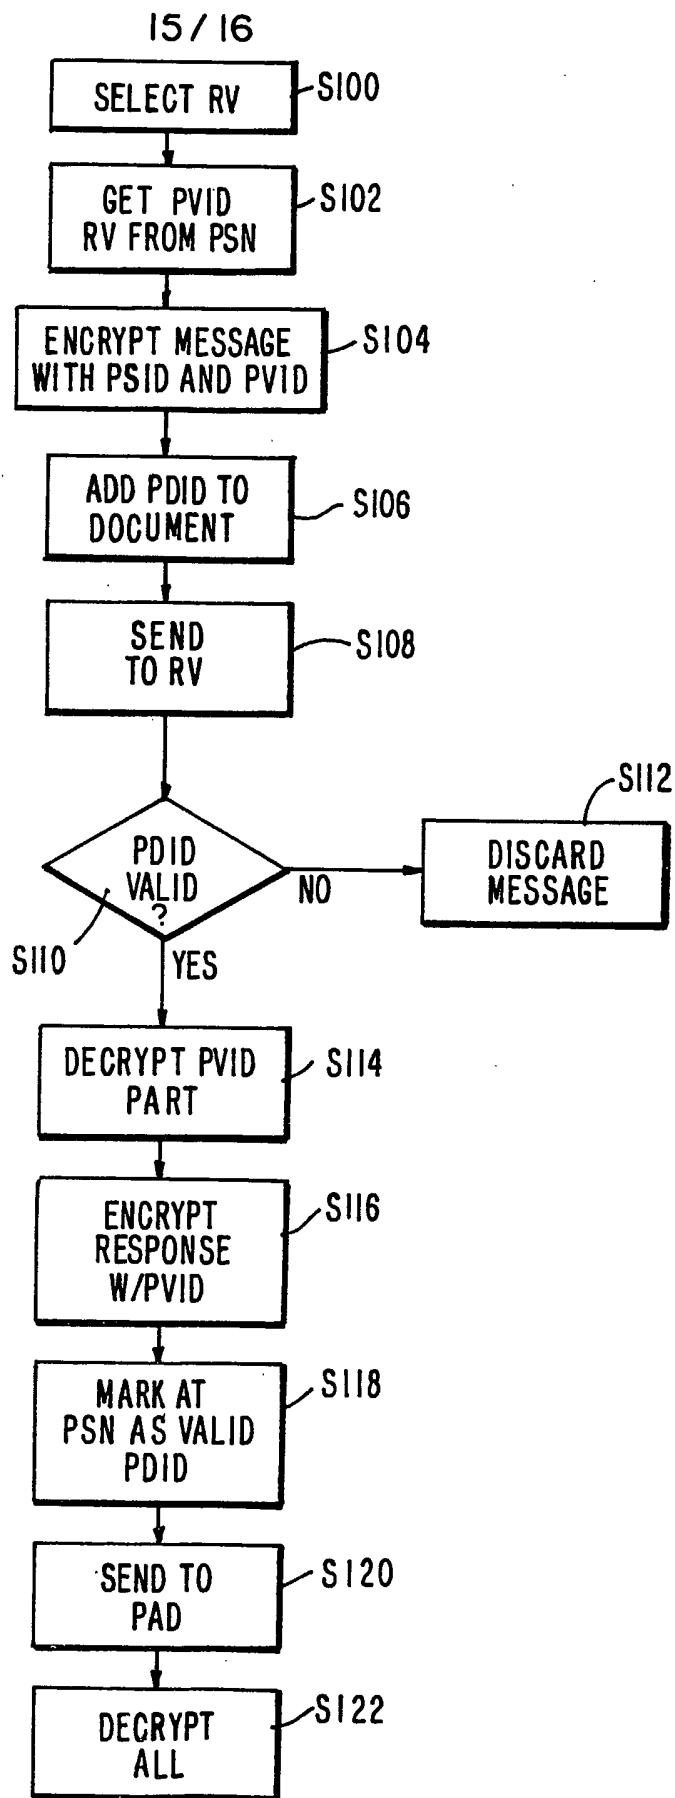 15/16
SELECT RV
S100
GET PVID
RV FROM PSN
S102
ENCRYPT MESSAGE
WITH PSID AND PVID
S104
ADD PDID TO
DOCUMENT
S106
SEND
TO RV
S108
PDID
VALID
?
S110
NO
S112
DISCARD
MESSAGE
YES
DECRYPT PVID
PART
S114
ENCRYPT
RESPONSE
W/PVID
S116
MARK AT
PSN AS VALID
PDID
S118
SEND TO
PAD
S120
DECRYPT
ALL
S122